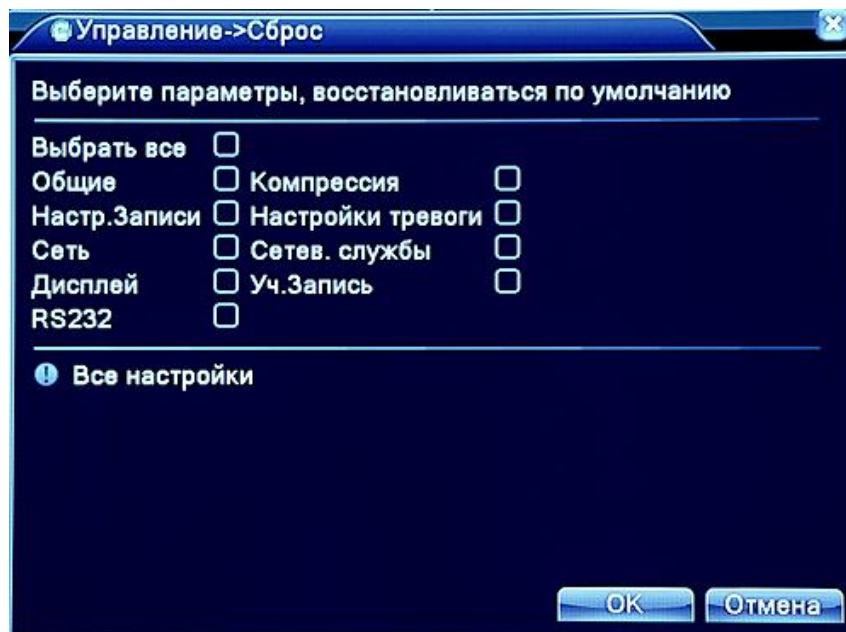 Управление->Сброс
Выберите параметры, восстановливаться по умолчанию
Выбрать все
Общие Компрессия
Настр.Записи Настройки тревоги
Сеть Сетев. службы
Дисплей Уч.Запись
RS232
Все настройки
OK Отмена